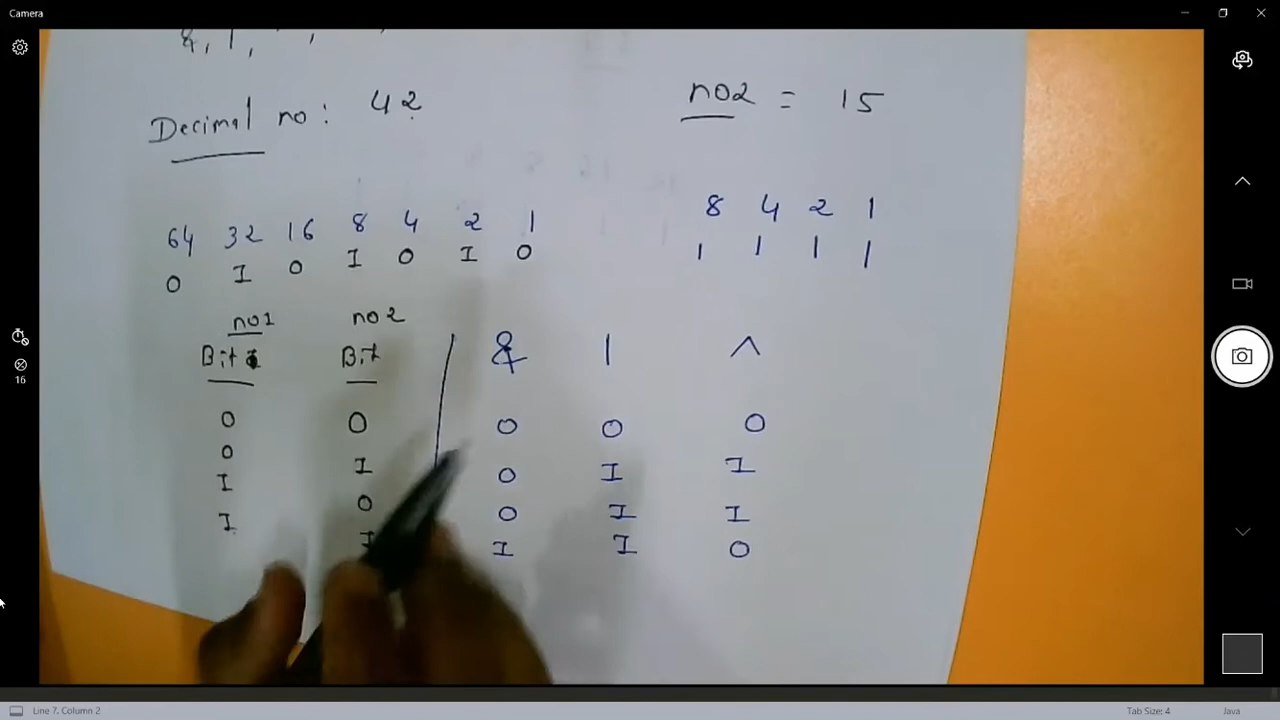 Camera
&, |, ^,
Decimal no: 42
no2 = 15
64 32 16 8 4 2 1
0 1 0 1 0 1 0
8 4 2 1
1 1 1 1
no1 no2
Bit Bit & | ^
0 0 0 0 0
0 1 0 1 1
1 0 0 1 1
1 1 1 1 0
16
Line 7, Column 2
Tab Size: 4
Java